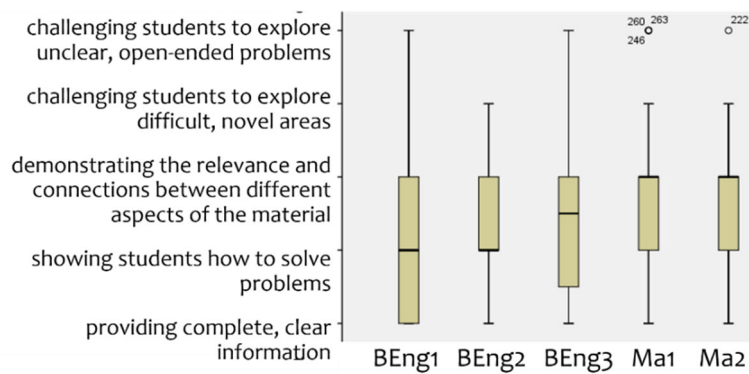 challenging students to explore
unclear, open-ended problems
challenging students to explore
difficult, novel areas
demonstrating the relevance and
connections between different
aspects of the material
showing students how to solve
problems
providing complete, clear
information
260 263
246
222
BEng1 BEng2 BEng3 Ma1 Ma2